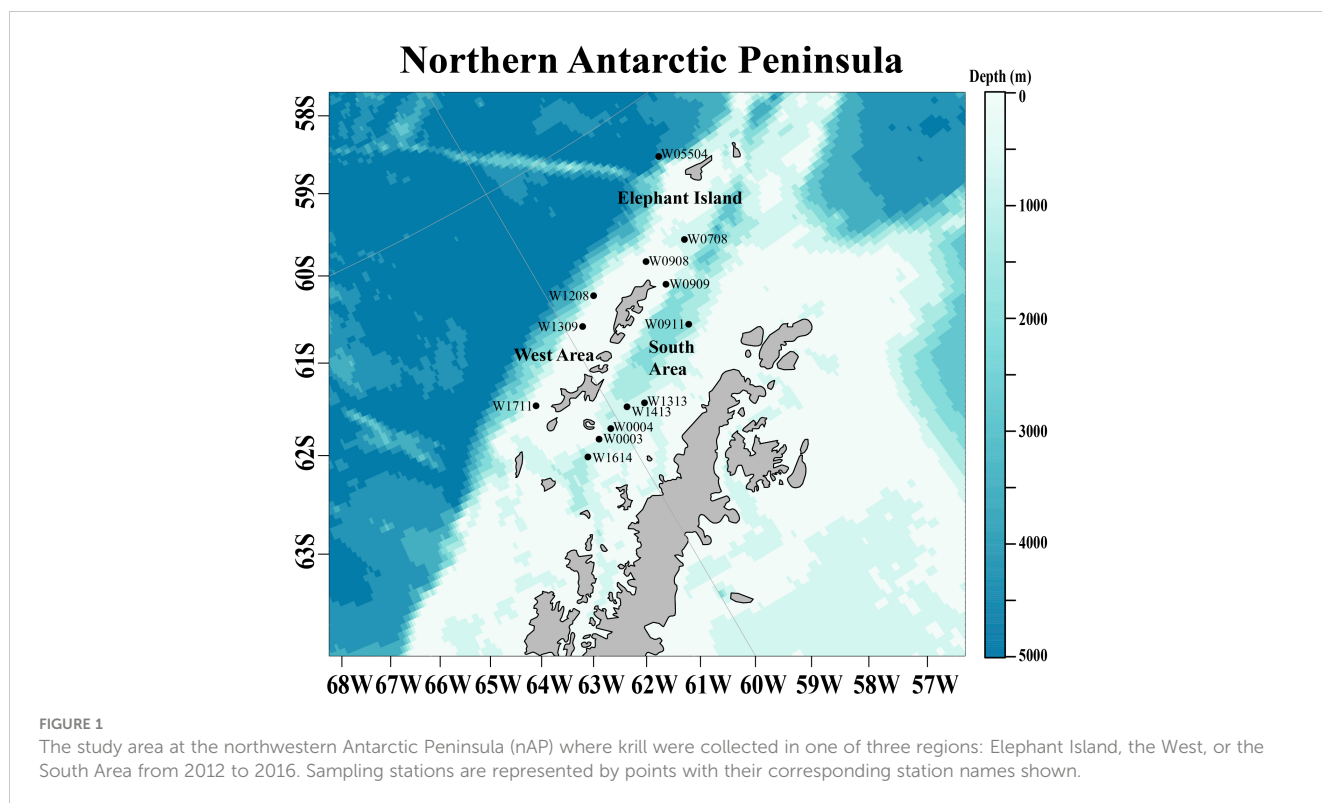 Northern Antarctic Peninsula
Depth (m)
0
1000
2000
3000
4000
5000
58S
59S
60S
61S
62S
63S
W05504
Elephant Island
W0708
W0908
W0909
W1208
W0911
W1309
South
Area
West Area
W1313
W1711
W1413
W0004
W0003
W1614
68W 67W 66W 65W 64W 63W 62W 61W 60W 59W 58W 57W
FIGURE 1
The study area at the northwestern Antarctic Peninsula (nAP) where krill were collected in one of three regions: Elephant Island, the West, or the
South Area from 2012 to 2016. Sampling stations are represented by points with their corresponding station names shown.